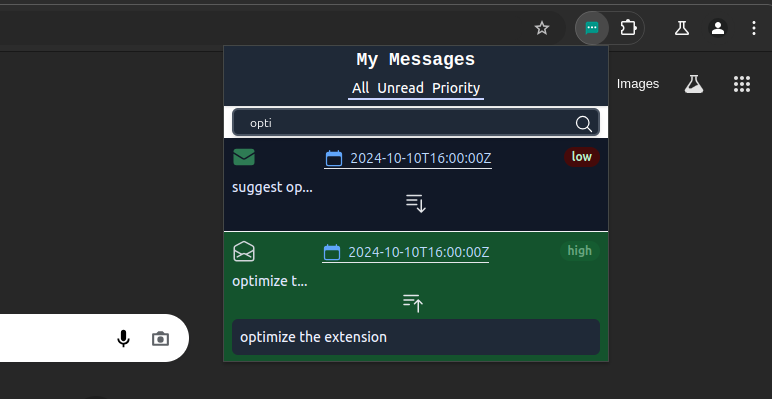 My Messages
All Unread Priority
Images
opti
2024-10-10T16:00:00Z low
suggest op...
2024-10-10T16:00:00Z high
optimize t...
optimize the extension